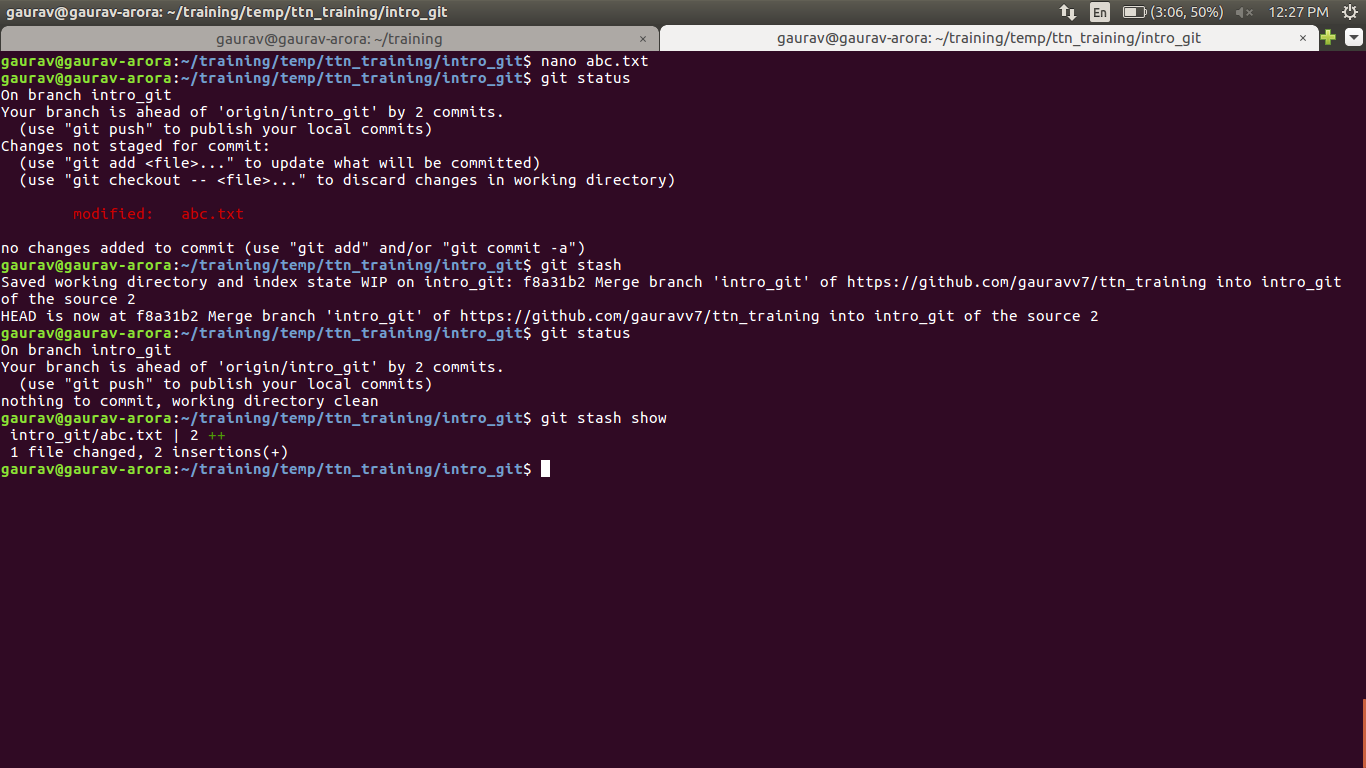 gaurav@gaurav-arora: ~/training/temp/ttn_training/intro_git
En (3:06, 50%) 12:27 PM
gaurav@gaurav-arora: ~/training × gaurav@gaurav-arora: ~/training/temp/ttn_training/intro_git ×
gaurav@gaurav-arora:~/training/temp/ttn_training/intro_git$ nano abc.txt
gaurav@gaurav-arora:~/training/temp/ttn_training/intro_git$ git status
On branch intro_git
Your branch is ahead of 'origin/intro_git' by 2 commits.
  (use "git push" to publish your local commits)
Changes not staged for commit:
  (use "git add <file>..." to update what will be committed)
  (use "git checkout -- <file>..." to discard changes in working directory)
        modified:   abc.txt
no changes added to commit (use "git add" and/or "git commit -a")
gaurav@gaurav-arora:~/training/temp/ttn_training/intro_git$ git stash
Saved working directory and index state WIP on intro_git: f8a31b2 Merge branch 'intro_git' of https://github.com/gauravv7/ttn_training into intro_git
of the source 2
HEAD is now at f8a31b2 Merge branch 'intro_git' of https://github.com/gauravv7/ttn_training into intro_git of the source 2
gaurav@gaurav-arora:~/training/temp/ttn_training/intro_git$ git status
On branch intro_git
Your branch is ahead of 'origin/intro_git' by 2 commits.
  (use "git push" to publish your local commits)
nothing to commit, working directory clean
gaurav@gaurav-arora:~/training/temp/ttn_training/intro_git$ git stash show
 intro_git/abc.txt | 2 ++
 1 file changed, 2 insertions(+)
gaurav@gaurav-arora:~/training/temp/ttn_training/intro_git$